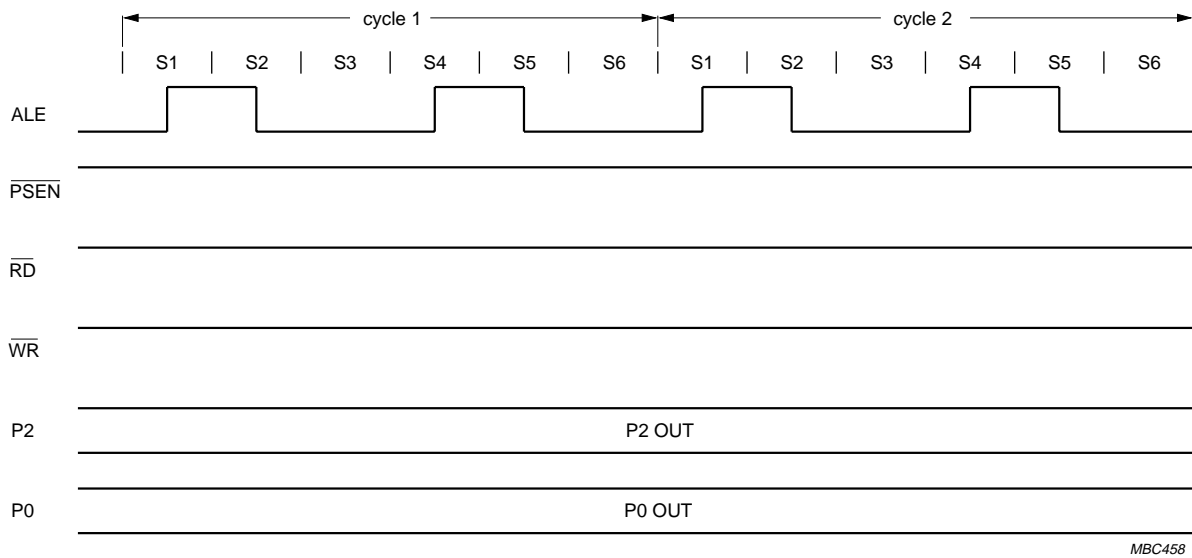 cycle 1 cycle 2
S1 S2 S3 S4 S5 S6 S1 S2 S3 S4 S5 S6
ALE
PSEN
RD
WR
P2 P2 OUT
P0 P0 OUT
MBC458